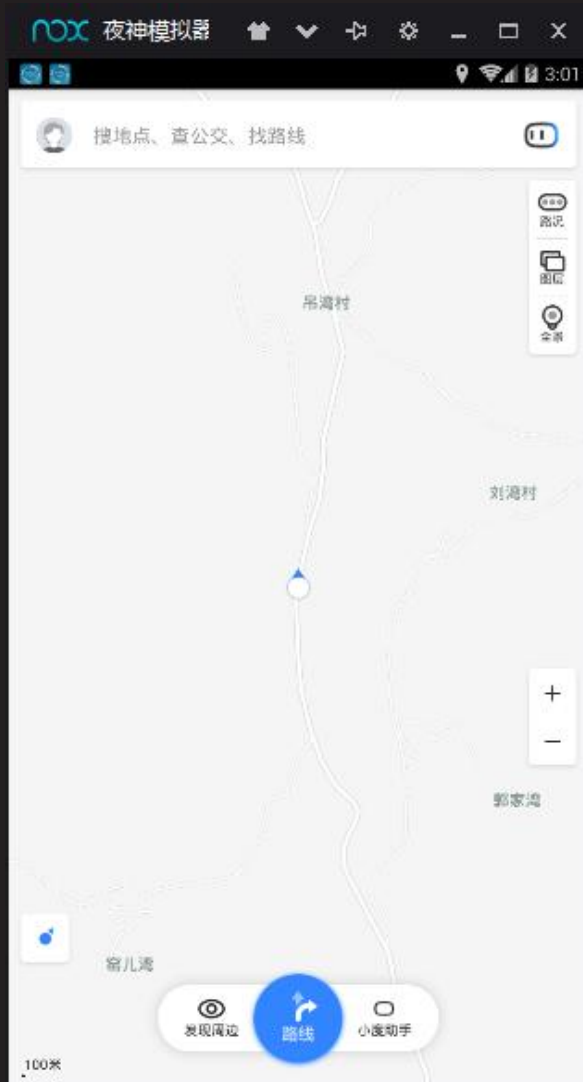 nox 夜神模拟器
3:01
搜地点、查公交、找路线
路况
图层
全景
吊湾村
刘湾村
+
−
郭家湾
窑儿湾
发现周边
路线
小度助手
100米